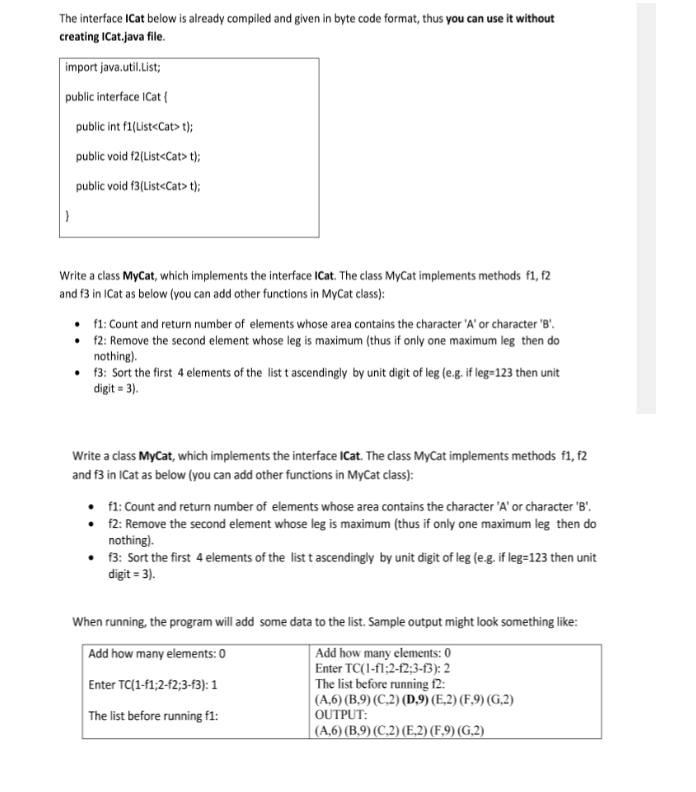 The interface ICat below is already compiled and given in byte code format, thus you can use it without
creating ICat.java file.
import java.util.List;
public interface ICat {
public int f1(List<Cat> t);
public void f2(List<Cat> t);
public void f3(List<Cat> t);
}
Write a class MyCat, which implements the interface ICat. The class MyCat implements methods f1, f2
and f3 in ICat as below (you can add other functions in MyCat class):
• f1: Count and return number of elements whose area contains the character 'A' or character 'B'.
• f2: Remove the second element whose leg is maximum (thus if only one maximum leg then do
nothing).
• f3: Sort the first 4 elements of the list t ascendingly by unit digit of leg (e.g. if leg=123 then unit
digit = 3).
Write a class MyCat, which implements the interface ICat. The class MyCat implements methods f1, f2
and f3 in ICat as below (you can add other functions in MyCat class):
• f1: Count and return number of elements whose area contains the character 'A' or character 'B'.
• f2: Remove the second element whose leg is maximum (thus if only one maximum leg then do
nothing).
• f3: Sort the first 4 elements of the list t ascendingly by unit digit of leg (e.g. if leg=123 then unit
digit = 3).
When running, the program will add some data to the list. Sample output might look something like:
Add how many elements: 0
Enter TC(1-f1;2-f2;3-f3): 1
The list before running f1:
Add how many elements: 0
Enter TC(1-f1;2-f2;3-f3): 2
The list before running f2:
(A,6) (B,9) (C,2) (D,9) (E,2) (F,9) (G,2)
OUTPUT:
(A,6) (B,9) (C,2) (E,2) (F,9) (G,2)